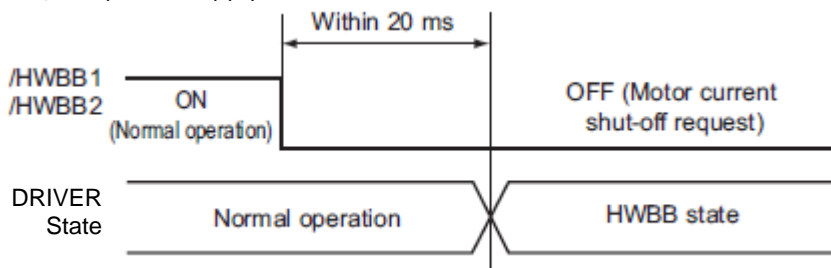 Within 20 ms
/HWBB1
/HWBB2
ON
(Normal operation)
OFF (Motor current
shut-off request)
DRIVER
State
Normal operation
HWBB state